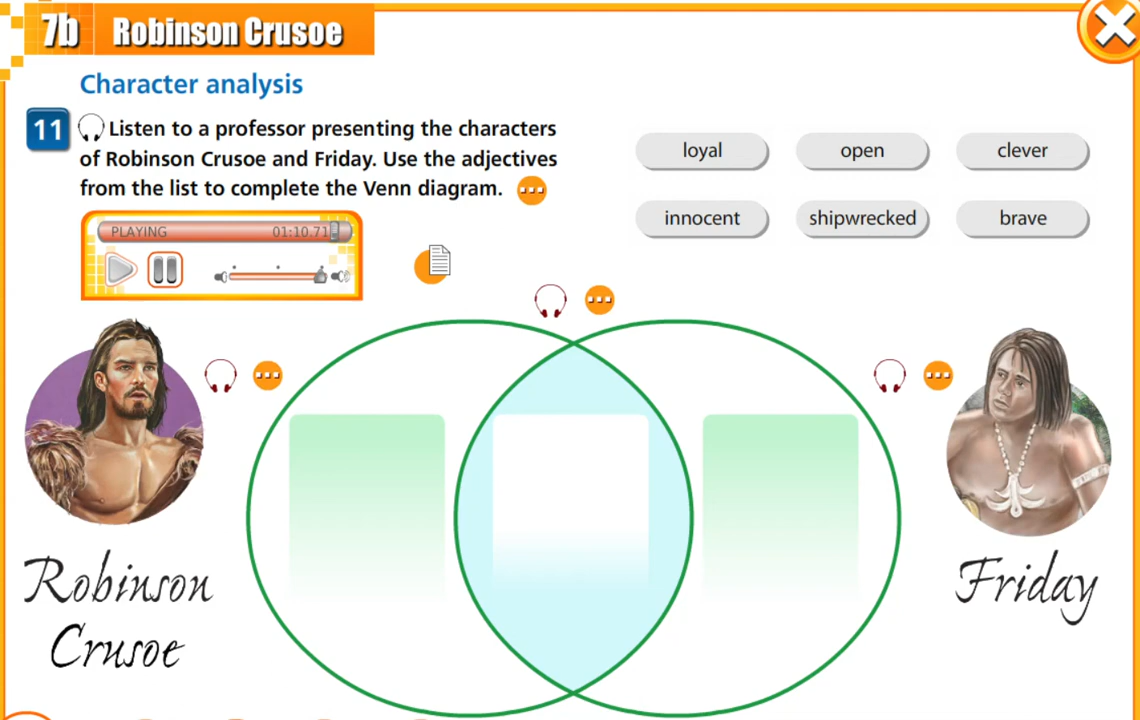 7b Robinson Crusoe
Character analysis
11 Listen to a professor presenting the characters
of Robinson Crusoe and Friday. Use the adjectives
from the list to complete the Venn diagram.
loyal open clever
innocent shipwrecked brave
PLAYING 01:10.71
Robinson
Crusoe
Friday